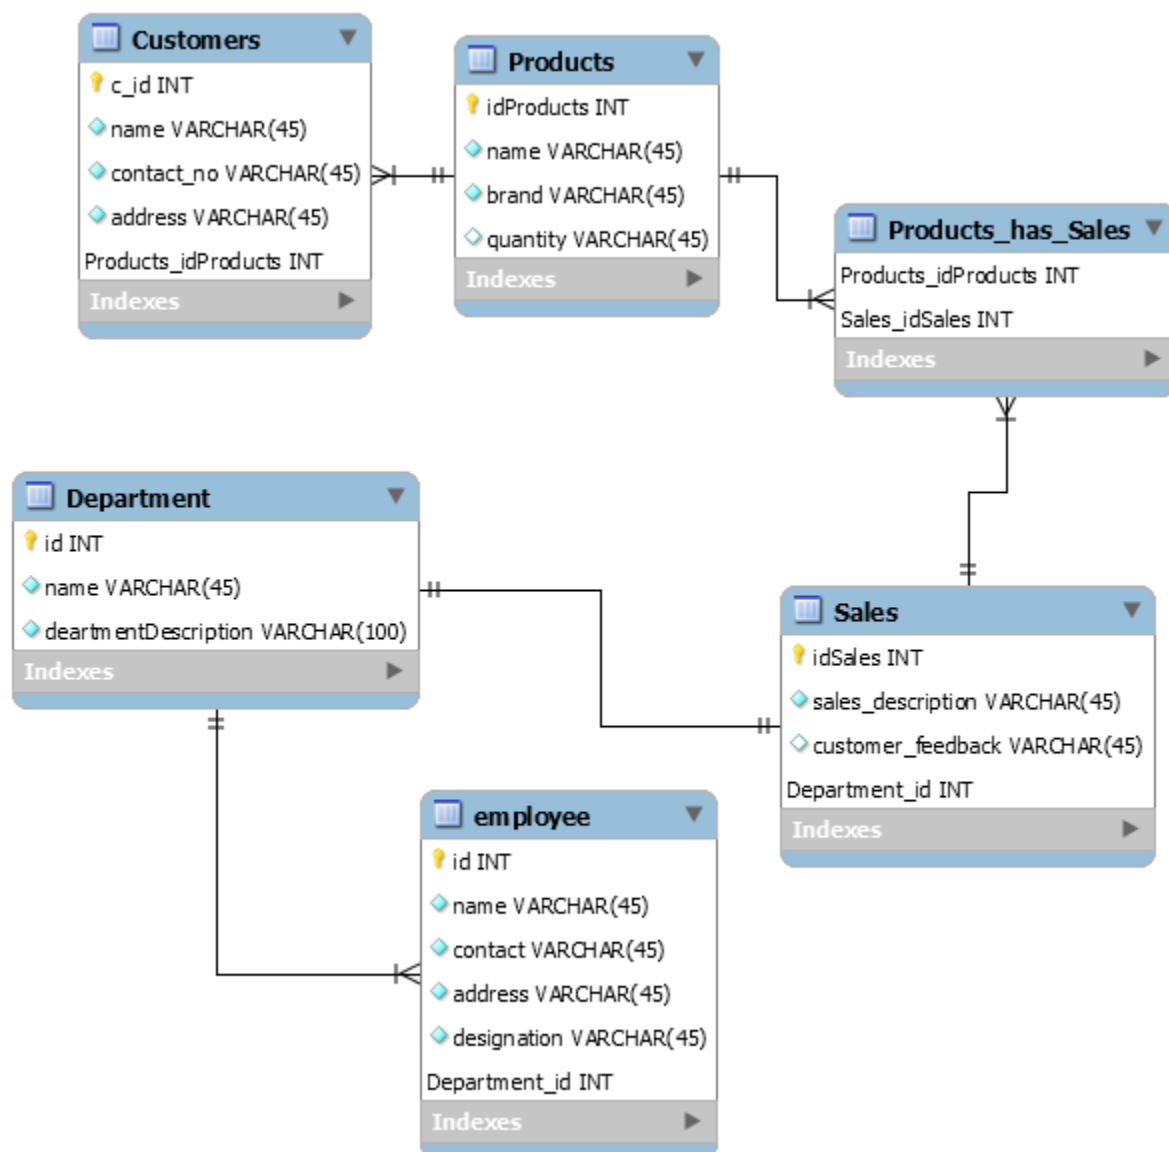 Customers
c_id INT
name VARCHAR(45)
contact_no VARCHAR(45)
address VARCHAR(45)
Products_idProducts INT
Indexes
Products
idProducts INT
name VARCHAR(45)
brand VARCHAR(45)
quantity VARCHAR(45)
Indexes
Products_has_Sales
Products_idProducts INT
Sales_idSales INT
Indexes
Department
id INT
name VARCHAR(45)
deartmentDescription VARCHAR(100)
Indexes
Sales
idSales INT
sales_description VARCHAR(45)
customer_feedback VARCHAR(45)
Department_id INT
Indexes
employee
id INT
name VARCHAR(45)
contact VARCHAR(45)
address VARCHAR(45)
designation VARCHAR(45)
Department_id INT
Indexes